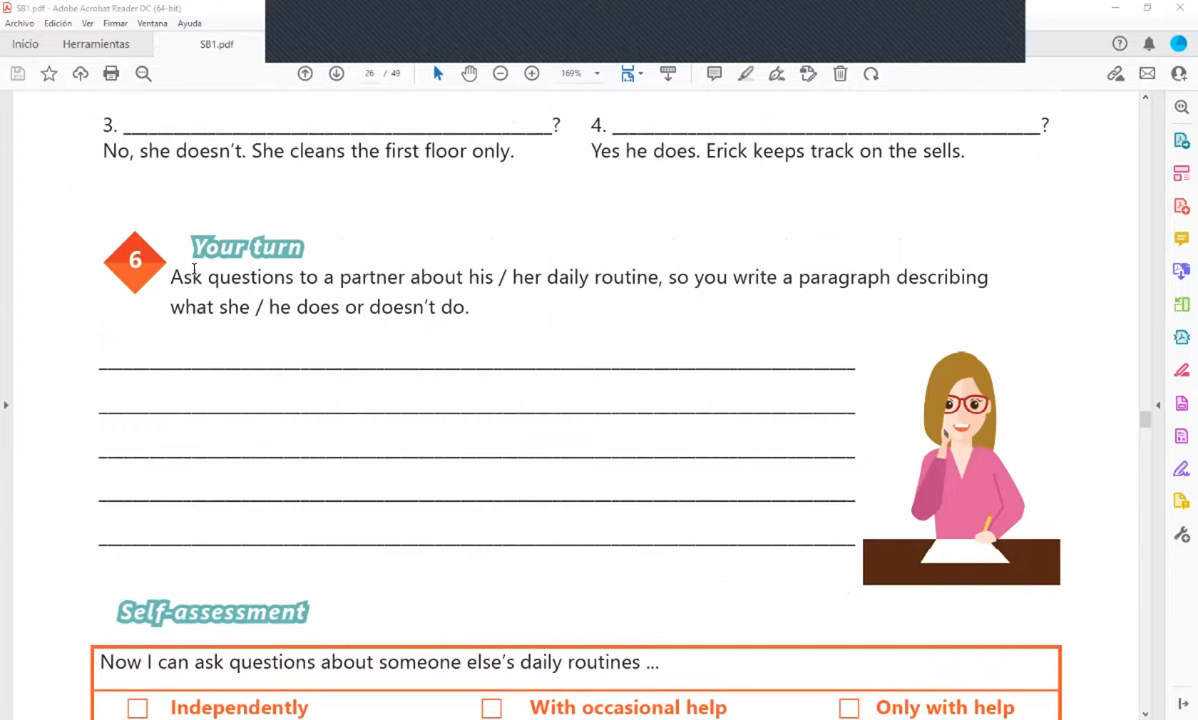 SB1.pdf - Adobe Acrobat Reader DC (64-bit)
Archivo Edición Ver Firmar Ventana Ayuda
Inicio Herramientas SB1.pdf
26 / 49 169%
3. ?
No, she doesn't. She cleans the first floor only.
4. ?
Yes he does. Erick keeps track on the sells.
6
Your turn
Ask questions to a partner about his / her daily routine, so you write a paragraph describing
what she / he does or doesn't do.
Self-assessment
Now I can ask questions about someone else's daily routines ...
Independently With occasional help Only with help